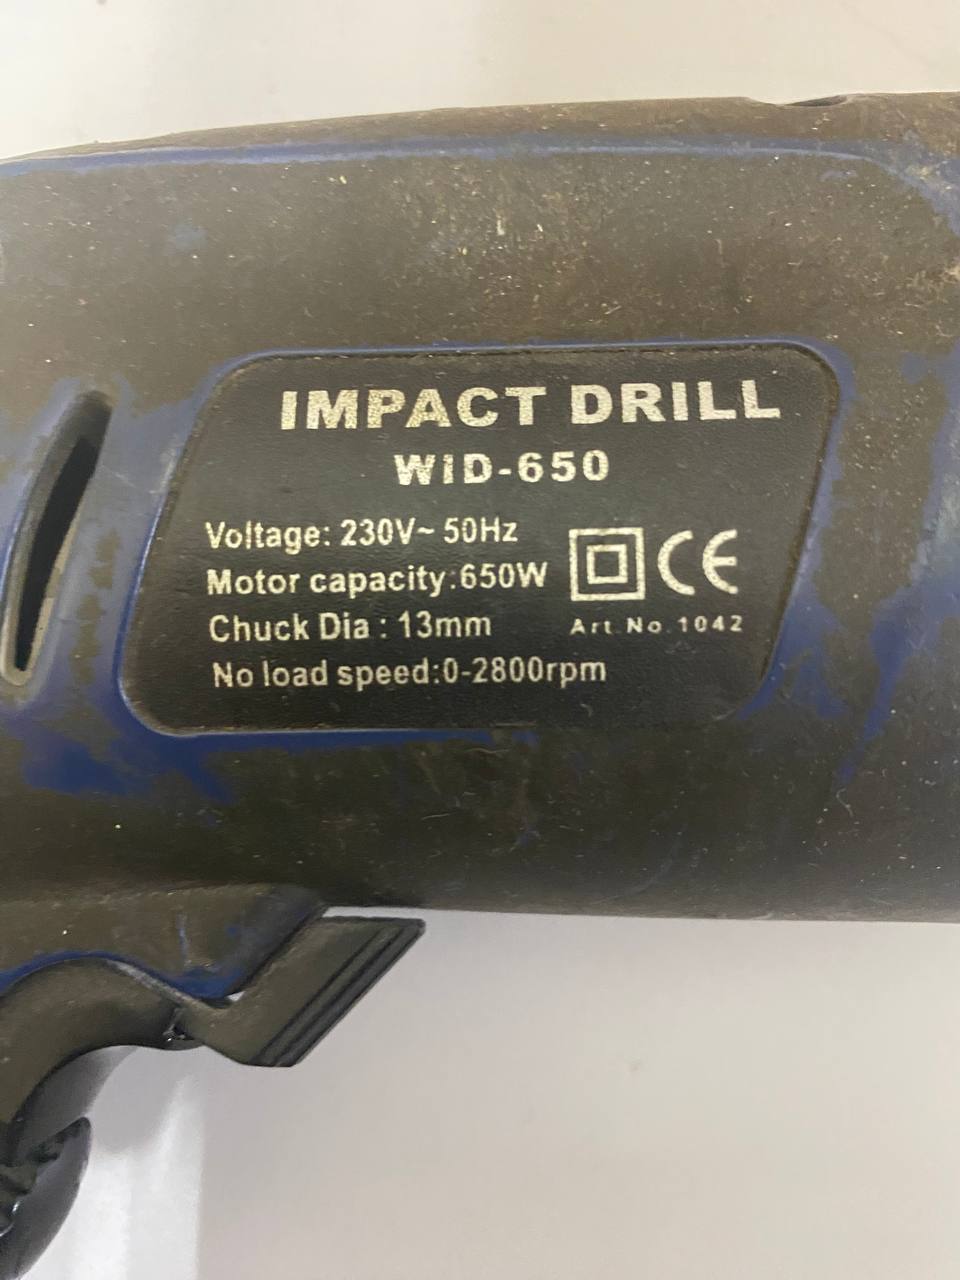 IMPACT DRILL
WID-650
Voltage: 230V~ 50Hz
Motor capacity:650W
CE
Chuck Dia : 13mm
Art. No. 1042
No load speed:0-2800rpm